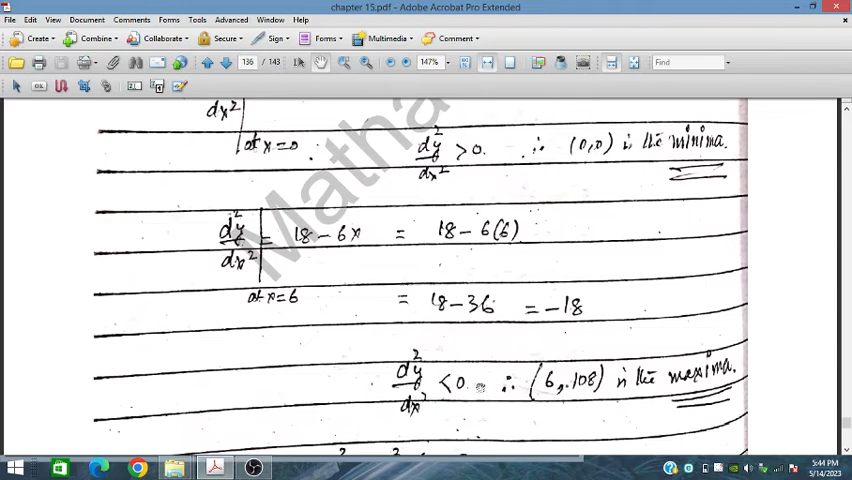 chapter 15.pdf - Adobe Acrobat Pro Extended
File Edit View Document Comments Forms Tools Advanced Window Help
Create Combine Collaborate Secure Sign Forms Multimedia Comment
136 / 143 147% Find
dx²
at x=0 . d²y/dx² > 0. ∴ (0,0) is the minima.
d²y/dx² = 18 - 6x = 18 - 6(6)
at x=6 = 18 - 36 = -18
d²y/dx² < 0. ∴ (6,108) is the maxima.
Matha
5:44 PM
5/14/2023